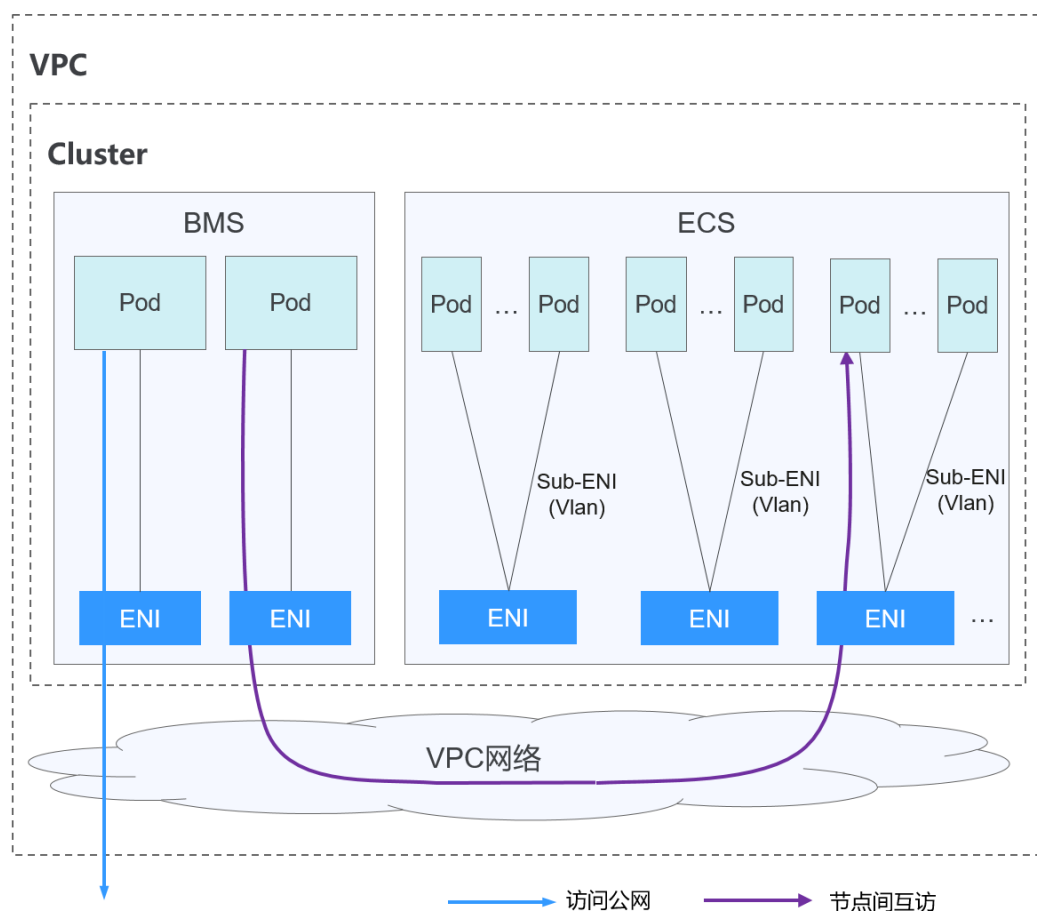 VPC
Cluster
BMS
ECS
Pod
Pod
Pod
...
Pod
Pod
...
Pod
Pod
...
Pod
Sub-ENI
(Vlan)
Sub-ENI
(Vlan)
Sub-ENI
(Vlan)
ENI
ENI
ENI
ENI
ENI
...
VPC网络
访问公网
节点间互访